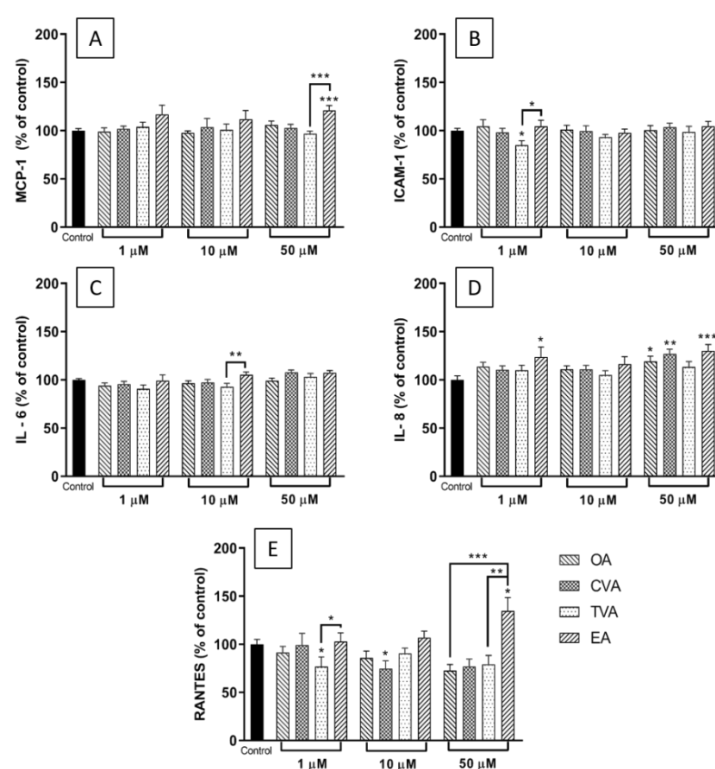 A
200
150
100
50
0
MCP-1 (% of control)
***
***
Control
1 μM
10 μM
50 μM
B
200
150
100
50
0
ICAM-1 (% of control)
*
*
Control
1 μM
10 μM
50 μM
C
200
150
100
50
0
IL - 6 (% of control)
**
Control
1 μM
10 μM
50 μM
D
200
150
100
50
0
IL- 8 (% of control)
*
*
**
***
Control
1 μM
10 μM
50 μM
E
200
150
100
50
0
RANTES (% of control)
*
*
*
***
**
*
Control
1 μM
10 μM
50 μM
OA
CVA
TVA
EA